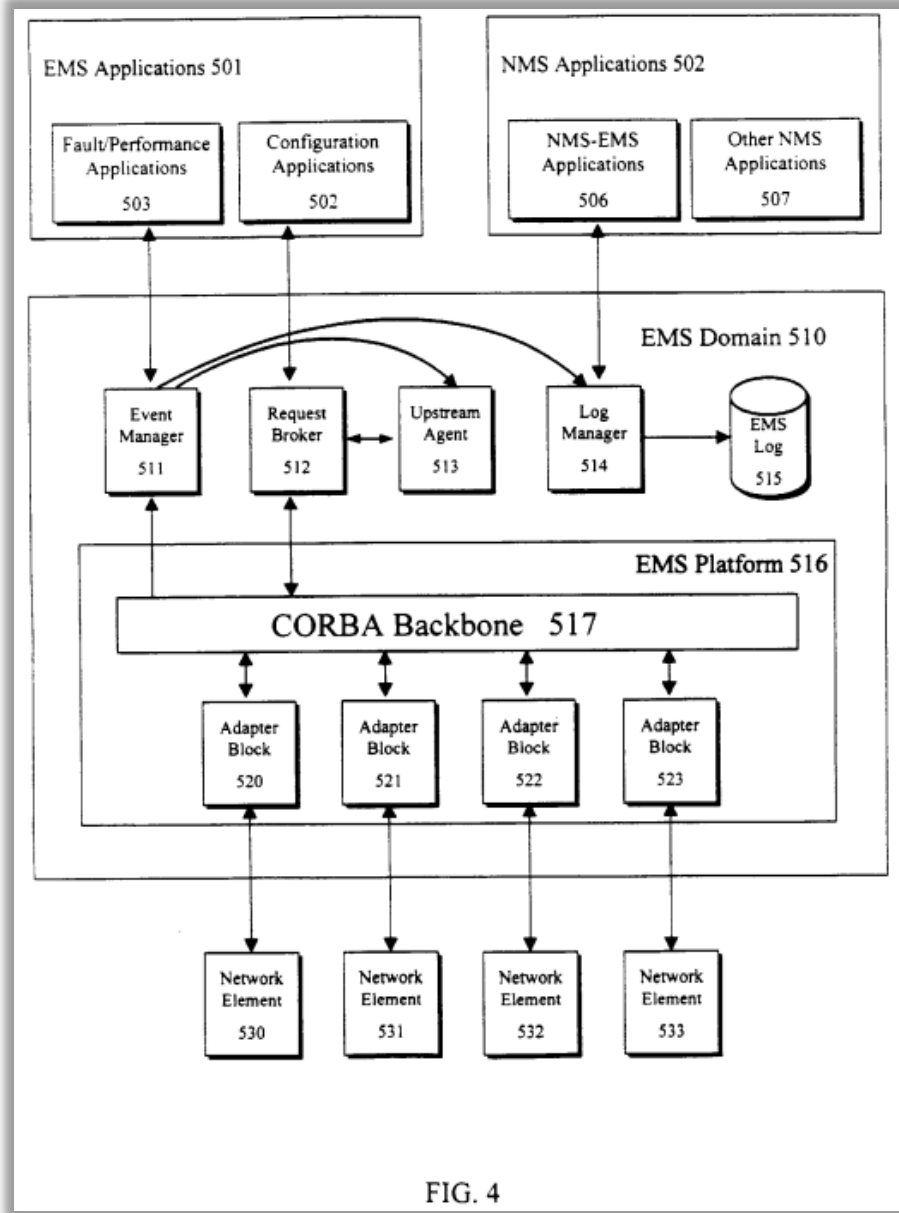 EMS Applications 501
NMS Applications 502
Fault/Performance
Applications
503
Configuration
Applications
502
NMS-EMS
Applications
506
Other NMS
Applications
507
EMS Domain 510
Event
Manager
511
Request
Broker
512
Upstream
Agent
513
Log
Manager
514
EMS
Log
515
EMS Platform 516
CORBA Backbone 517
Adapter
Block
520
Adapter
Block
521
Adapter
Block
522
Adapter
Block
523
Network
Element
530
Network
Element
531
Network
Element
532
Network
Element
533
FIG. 4